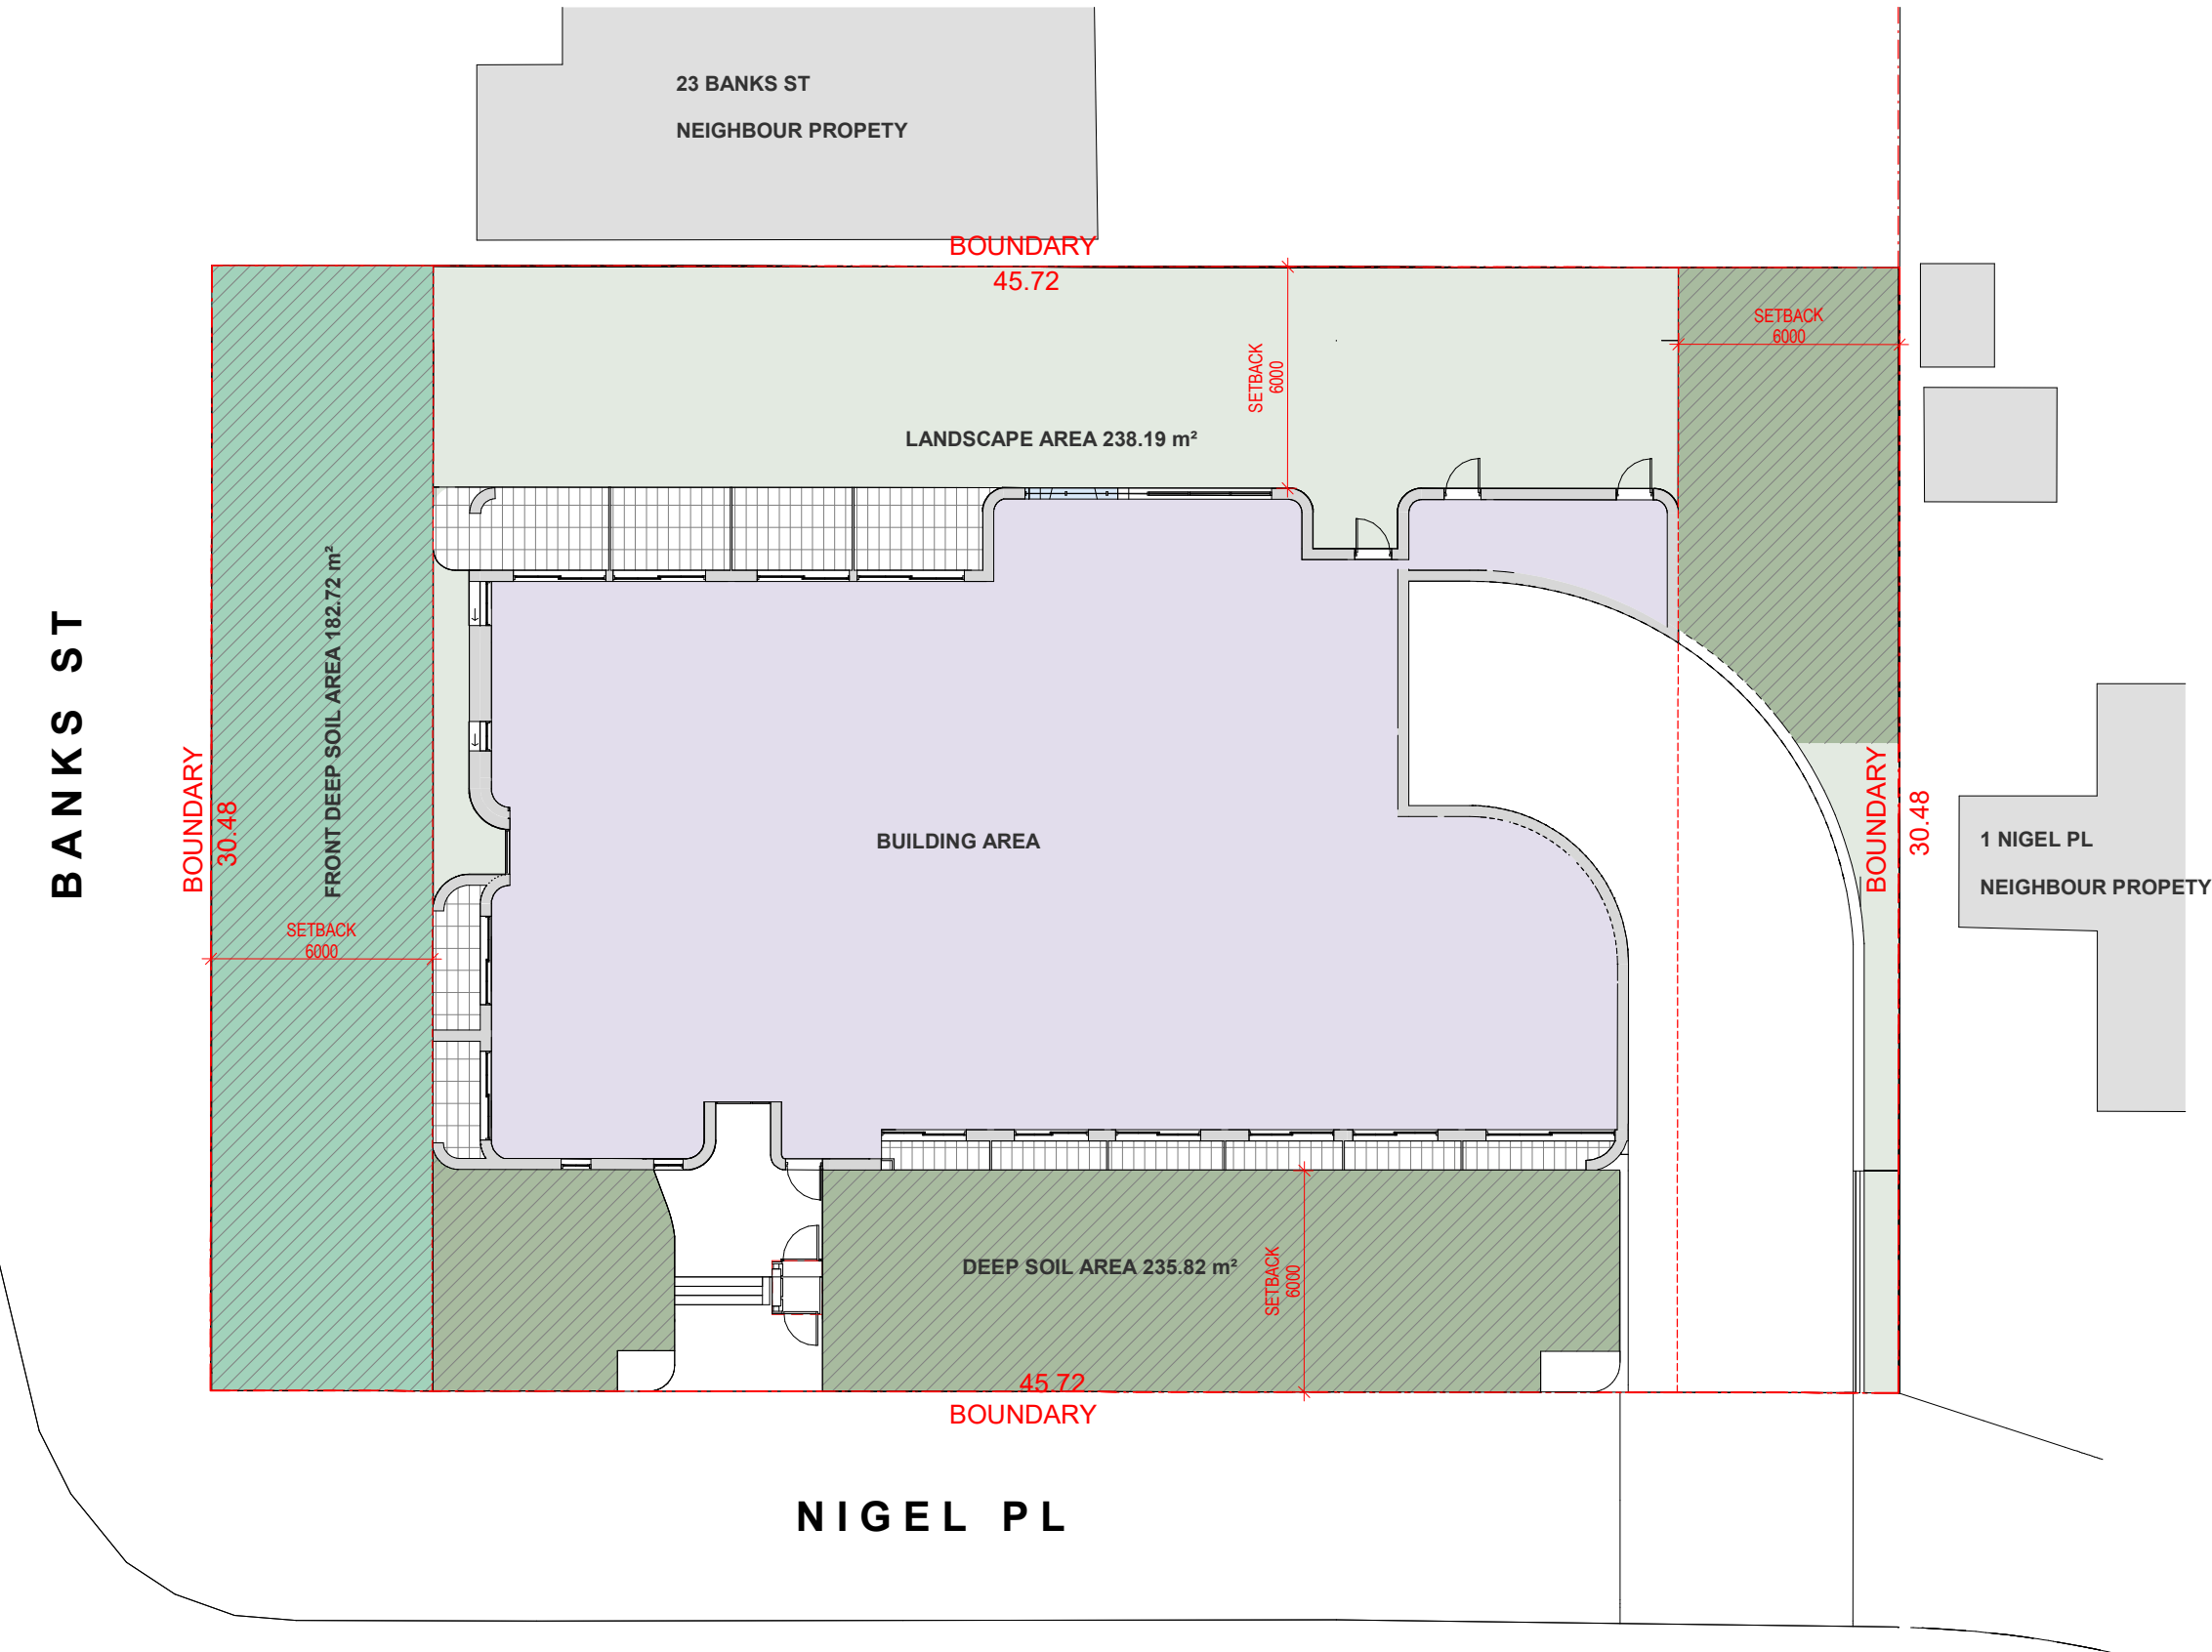 23 BANKS ST
NEIGHBOUR PROPETY
BOUNDARY
45.72
SETBACK
6000
SETBACK
6000
LANDSCAPE AREA 238.19 m²
FRONT DEEP SOIL AREA 182.72 m²
BANKS ST
BOUNDARY
30.48
SETBACK
6000
BUILDING AREA
BOUNDARY
30.48
1 NIGEL PL
NEIGHBOUR PROPETY
DEEP SOIL AREA 235.82 m²
SETBACK
6000
45.72
BOUNDARY
NIGEL PL